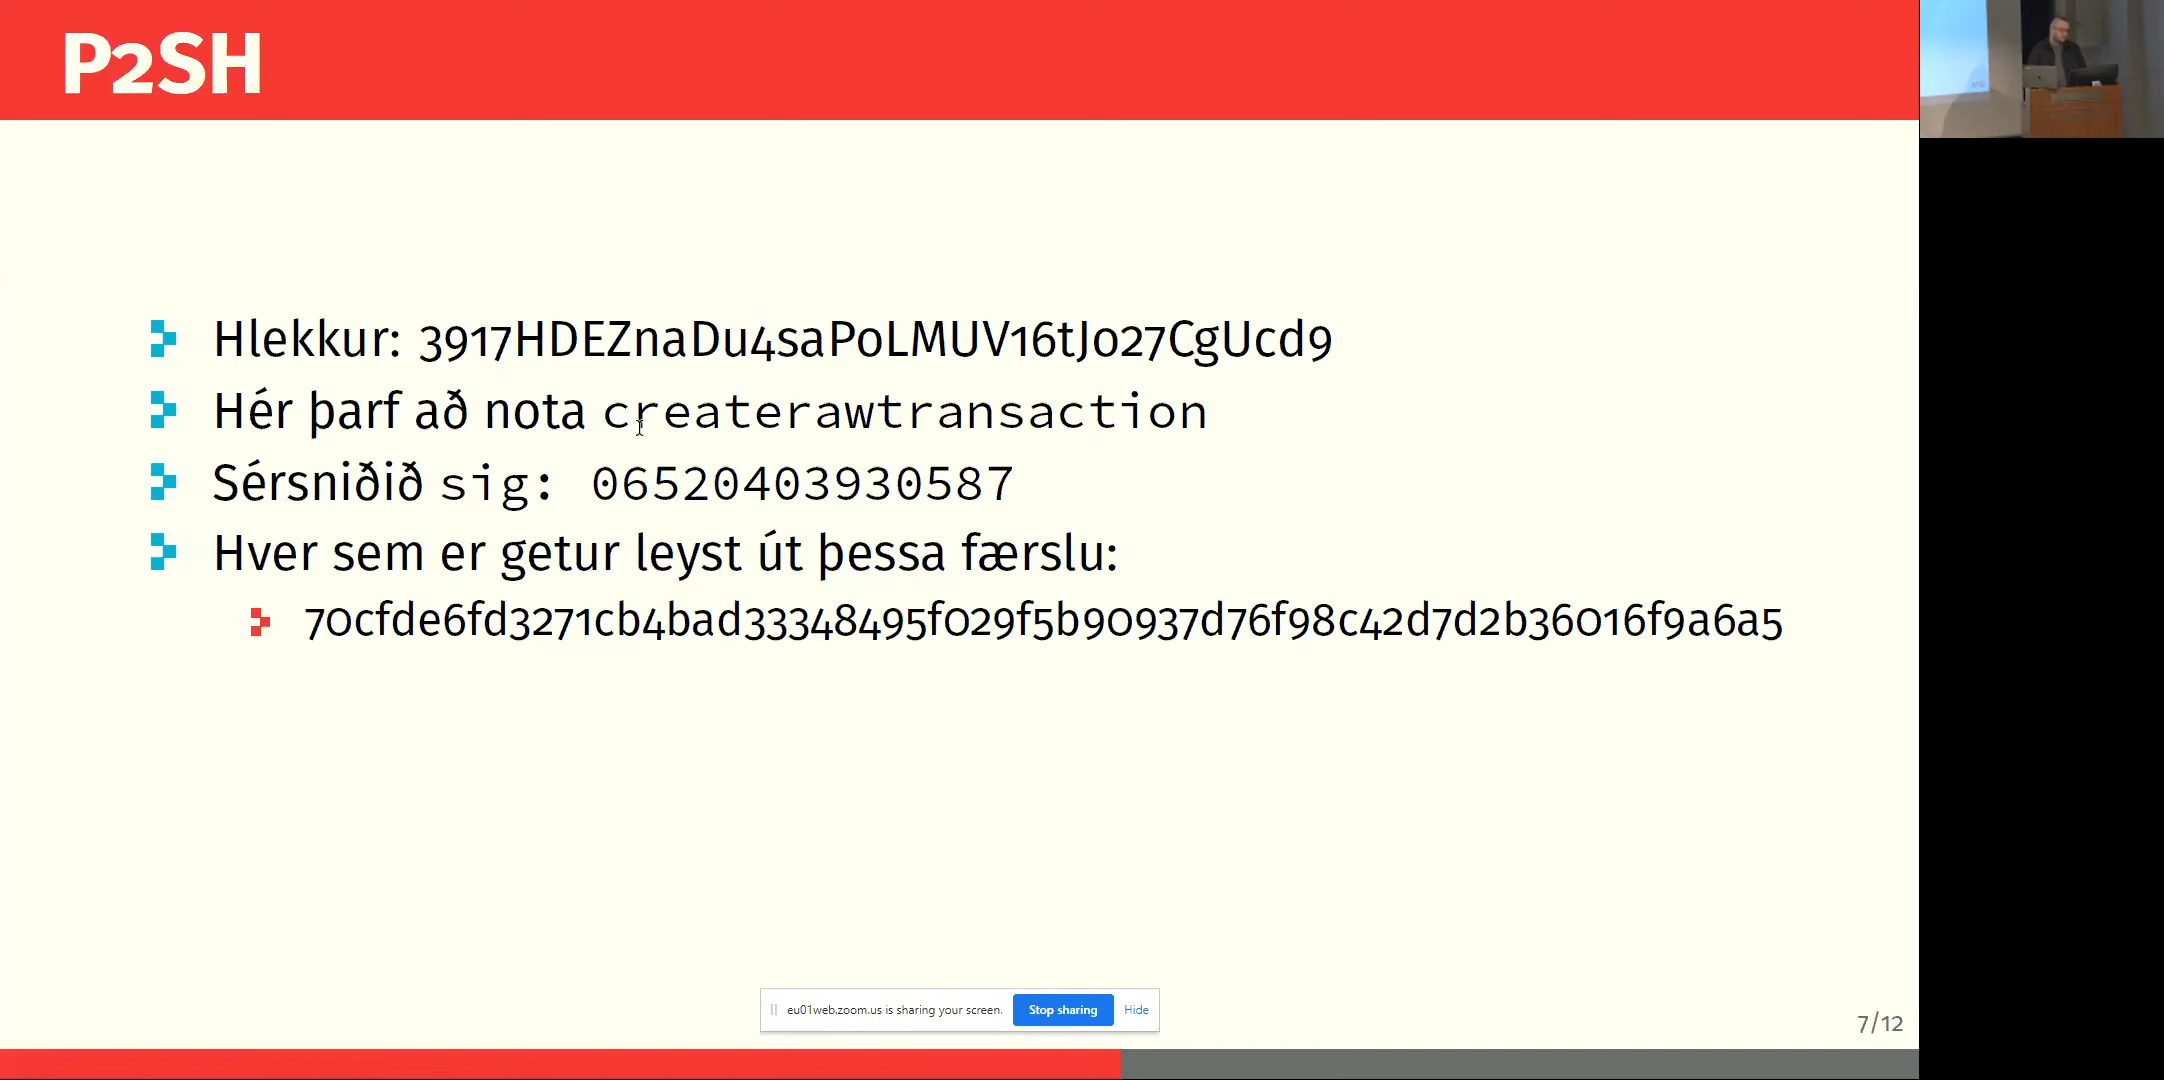 P2SH
Hlekkur: 3917HDEZnaDu4saPoLMUV16tJo27CgUcd9
Hér þarf að nota createrawtransaction
Sérsniðið sig: 06520403930587
Hver sem er getur leyst út þessa færslu:
70cfde6fd3271cb4bad33348495f029f5b90937d76f98c42d7d2b36016f9a6a5
eu01web.zoom.us is sharing your screen. Stop sharing Hide
7/12